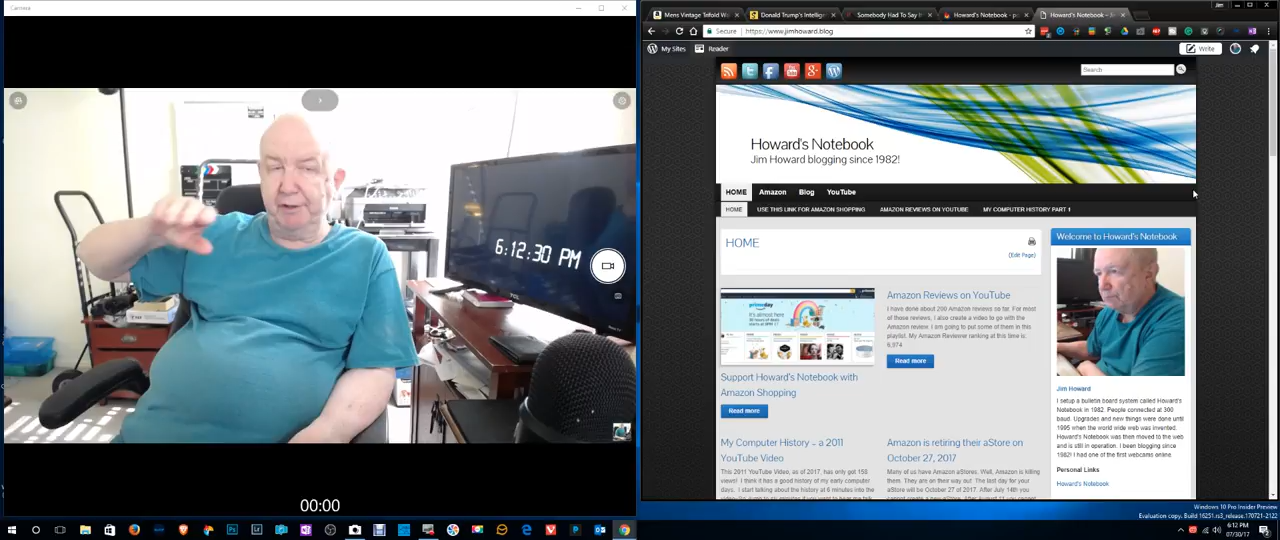 Camera
6:12:30 PM
TCL
00:00
Mens Vintage Trifold W
Donald Trump's Intellig
Somebody Had To Say I
Howard's Notebook - p
Howard's Notebook – J
Jim
Secure
https://www.jimhoward.blog
My Sites
Reader
Write
Search
Howard's Notebook
Jim Howard blogging since 1982!
HOME Amazon Blog YouTube
HOME USE THIS LINK FOR AMAZON SHOPPING AMAZON REVIEWS ON YOUTUBE MY COMPUTER HISTORY PART 1
HOME
(Edit Page)
primeday
It's almost here
Support Howard's Notebook with
Amazon Shopping
Read more
Amazon Reviews on YouTube
I have done about 200 Amazon reviews so far. For most
of those reviews, I also create a video to go with the
Amazon review. I am going to put some of them in this
playlist. My Amazon Reviewer ranking at this time is:
6,974
Read more
My Computer History – a 2011
YouTube Video
This 2011 YouTube Video, as of 2017, has only got 158
views! I think it has a good history of my early computer
days. I start talking about the history at 6 minutes into the
Amazon is retiring their aStore on
October 27, 2017
Many of us have Amazon aStores. Well, Amazon is killing
them. They are on their way out. The last day for your
aStore will be October 27 of 2017. After July 14th you
Welcome to Howard's Notebook
Jim Howard
I setup a bulletin board system called Howard's
Notebook in 1982. People connected at 300
baud. Upgrades and new things were done until
1995 when the world wide web was invented.
Howard's Notebook was then moved to the web
and is still in operation. I been blogging since
1982! I had one of the first webcams online.
Personal Links
Howard's Notebook
Windows 10 Pro Insider Preview
Evaluation copy. Build 16251.rs3_release.170721-2122
6:12 PM
07/30/17